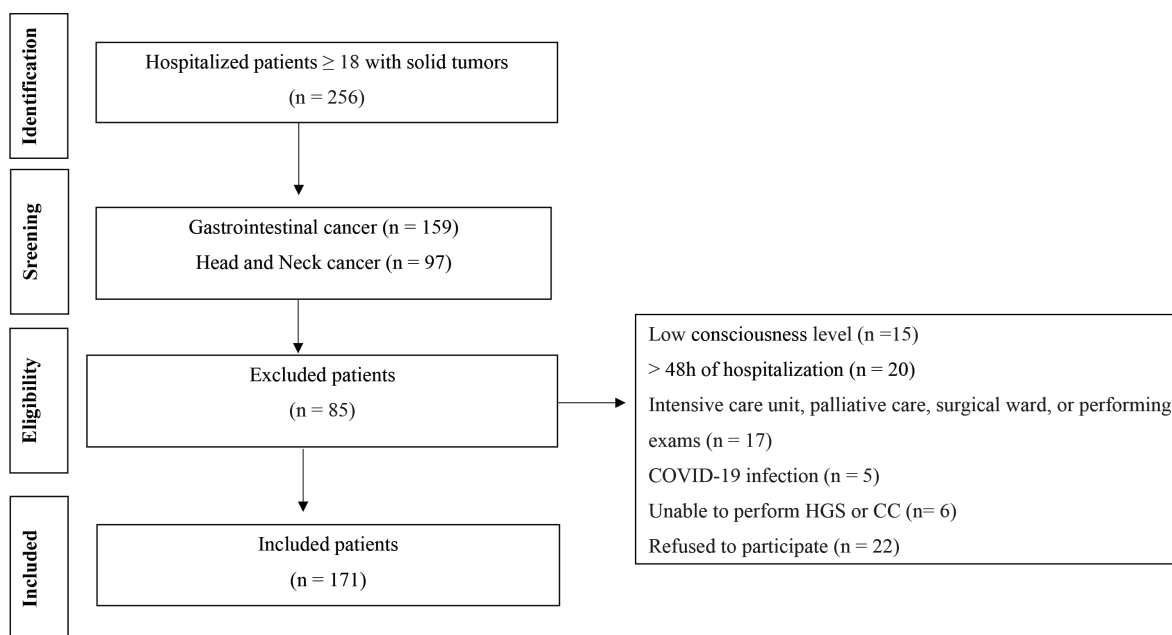 Identification
Hospitalized patients ≥ 18 with solid tumors
(n = 256)
Sreening
Gastrointestinal cancer (n = 159)
Head and Neck cancer (n = 97)
Eligibility
Excluded patients
(n = 85)
Low consciousness level (n =15)
> 48h of hospitalization (n = 20)
Intensive care unit, palliative care, surgical ward, or performing
exams (n = 17)
COVID-19 infection (n = 5)
Unable to perform HGS or CC (n= 6)
Refused to participate (n = 22)
Included
Included patients
(n = 171)